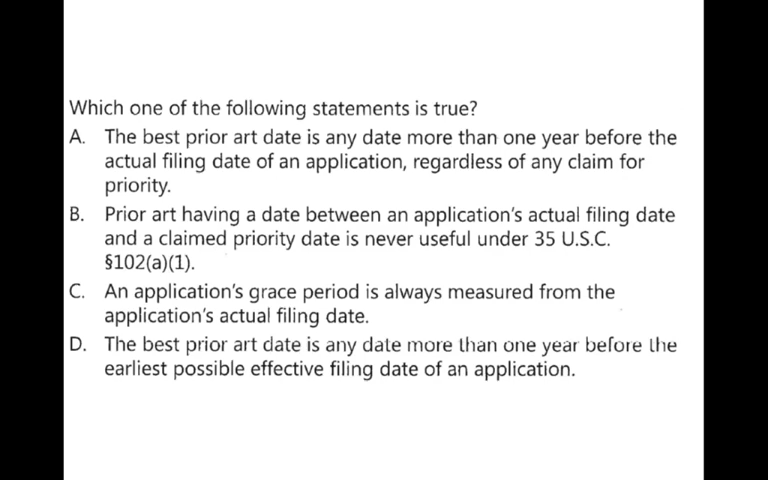 Which one of the following statements is true?
A. The best prior art date is any date more than one year before the
actual filing date of an application, regardless of any claim for
priority.
B. Prior art having a date between an application's actual filing date
and a claimed priority date is never useful under 35 U.S.C.
§102(a)(1).
C. An application's grace period is always measured from the
application's actual filing date.
D. The best prior art date is any date more than one year before the
earliest possible effective filing date of an application.